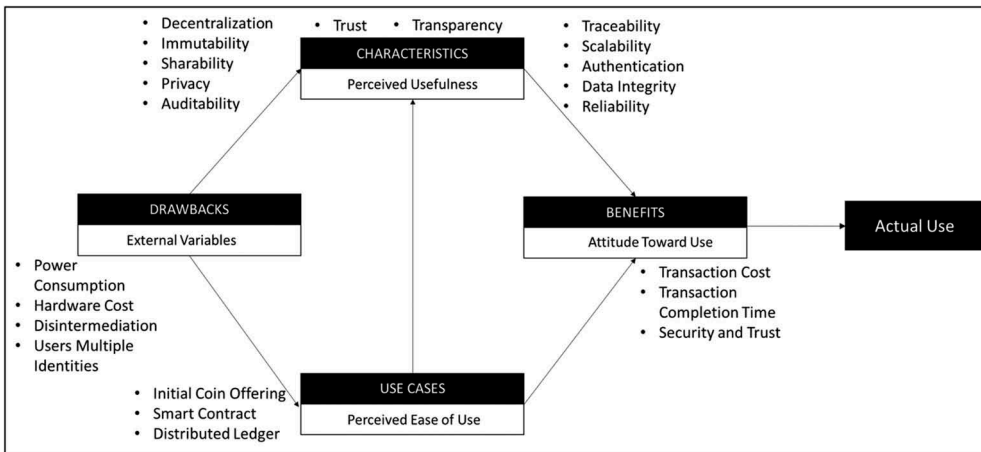 • Decentralization
• Immutability
• Sharability
• Privacy
• Auditability
• Trust
• Transparency
CHARACTERISTICS
Perceived Usefulness
• Traceability
• Scalability
• Authentication
• Data Integrity
• Reliability
DRAWBACKS
External Variables
• Power
Consumption
• Hardware Cost
• Disintermediation
• Users Multiple
Identities
BENEFITS
Attitude Toward Use
• Transaction Cost
• Transaction
Completion Time
• Security and Trust
Actual Use
• Initial Coin Offering
• Smart Contract
• Distributed Ledger
USE CASES
Perceived Ease of Use